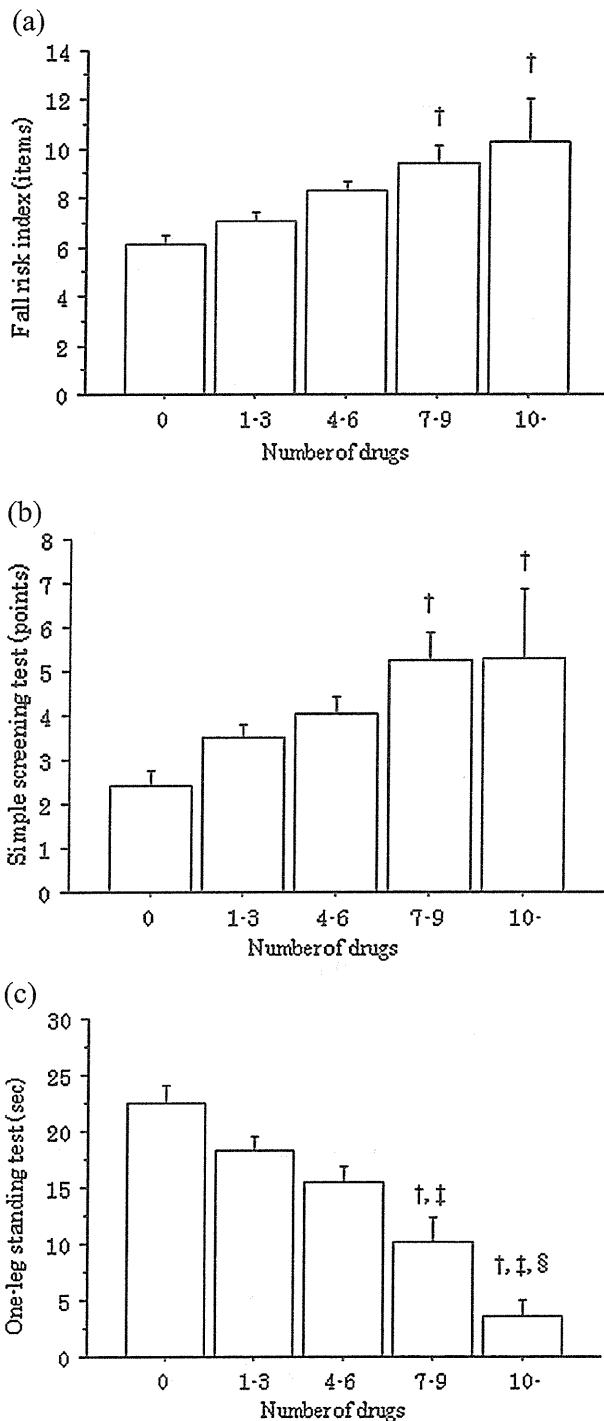 (a)
14
12
10
8
6
4
2
0
Fall risk index (items)
†
†
0 1-3 4-6 7-9 10-
Number of drugs
(b)
8
7
6
5
4
3
2
1
0
Simple screening test (points)
†
†
0 1-3 4-6 7-9 10-
Number of drugs
(c)
30
25
20
15
10
5
0
One-leg standing test (sec)
†, ‡
†, ‡, §
0 1-3 4-6 7-9 10-
Number of drugs